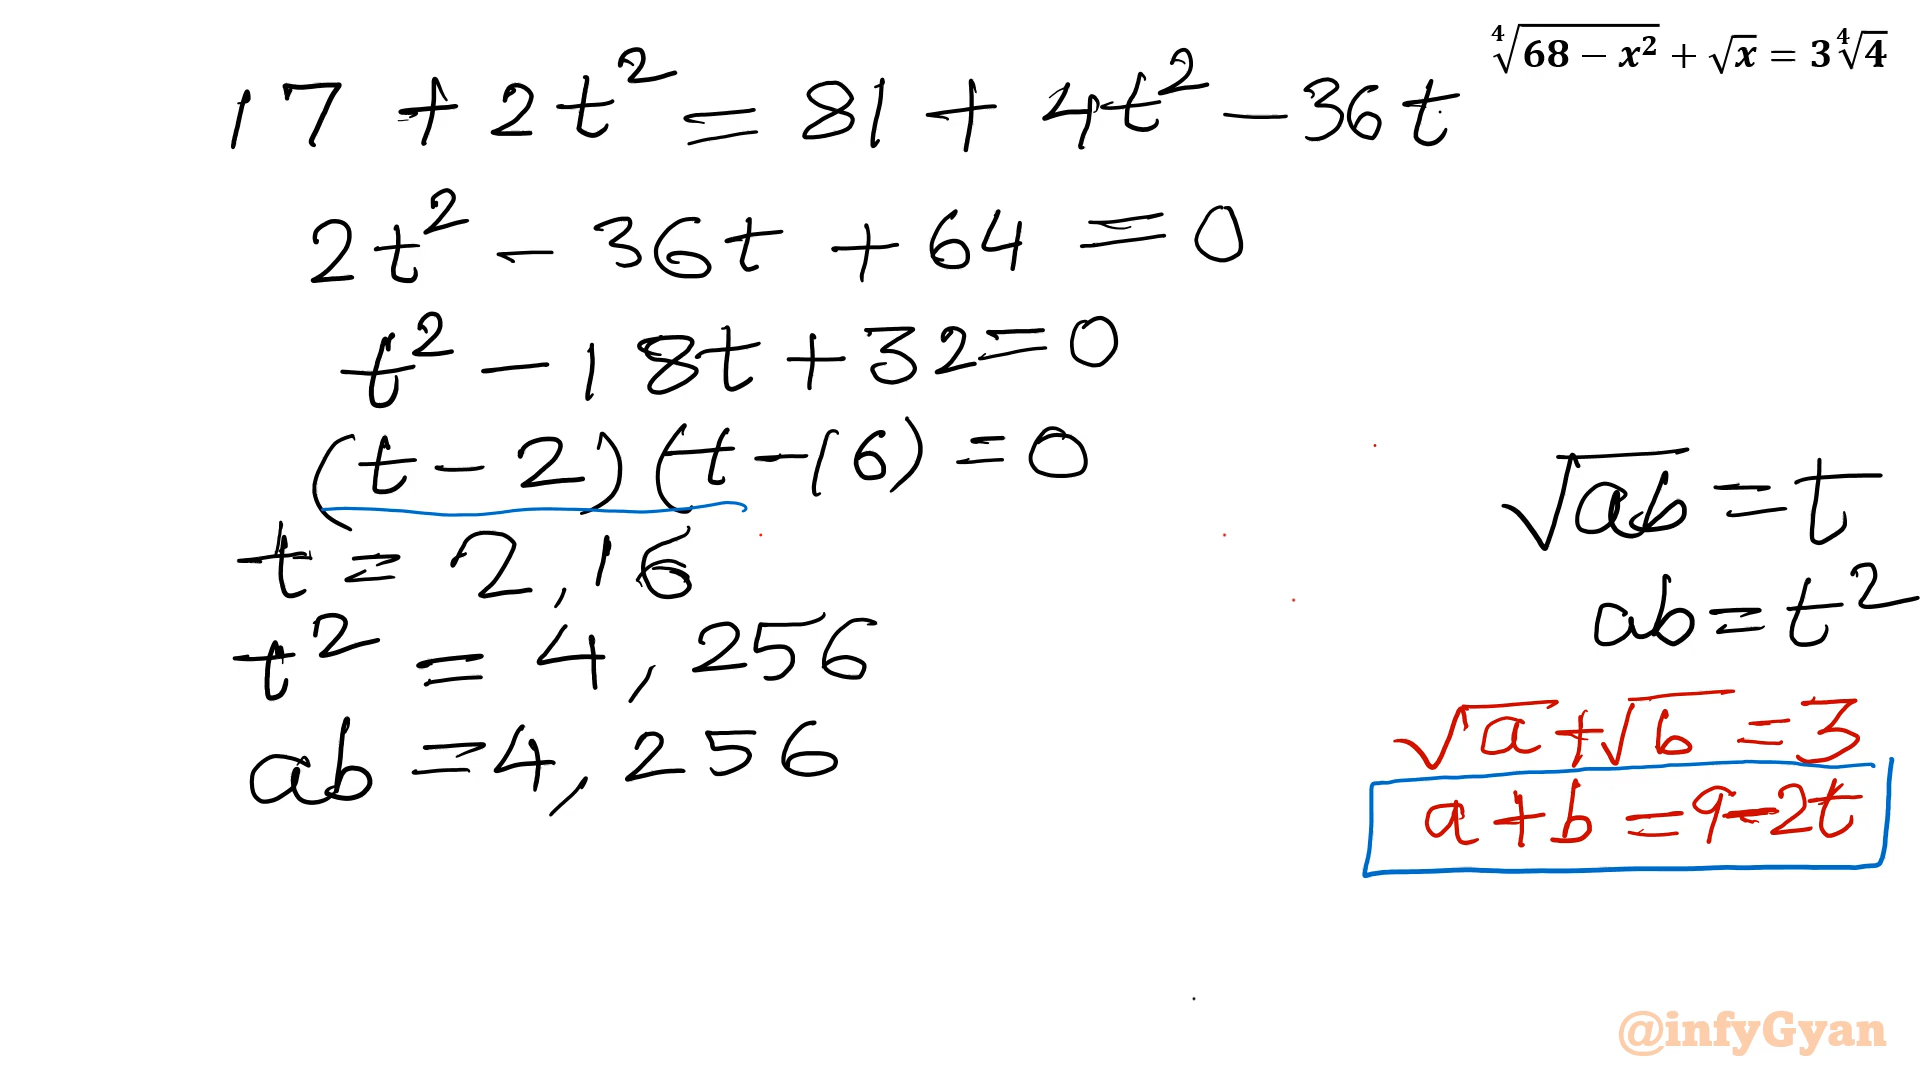 ∜(68 − x²) + √x = 3∜4
17 + 2t² = 81 + 4t² − 36t
2t² − 36t + 64 = 0
t² − 18t + 32 = 0
(t − 2)(t − 16) = 0
t = 2, 16
t² = 4, 256
ab = 4, 256
√ab = t
ab = t²
√a + √b = 3
a + b = 9 − 2t
@infyGyan